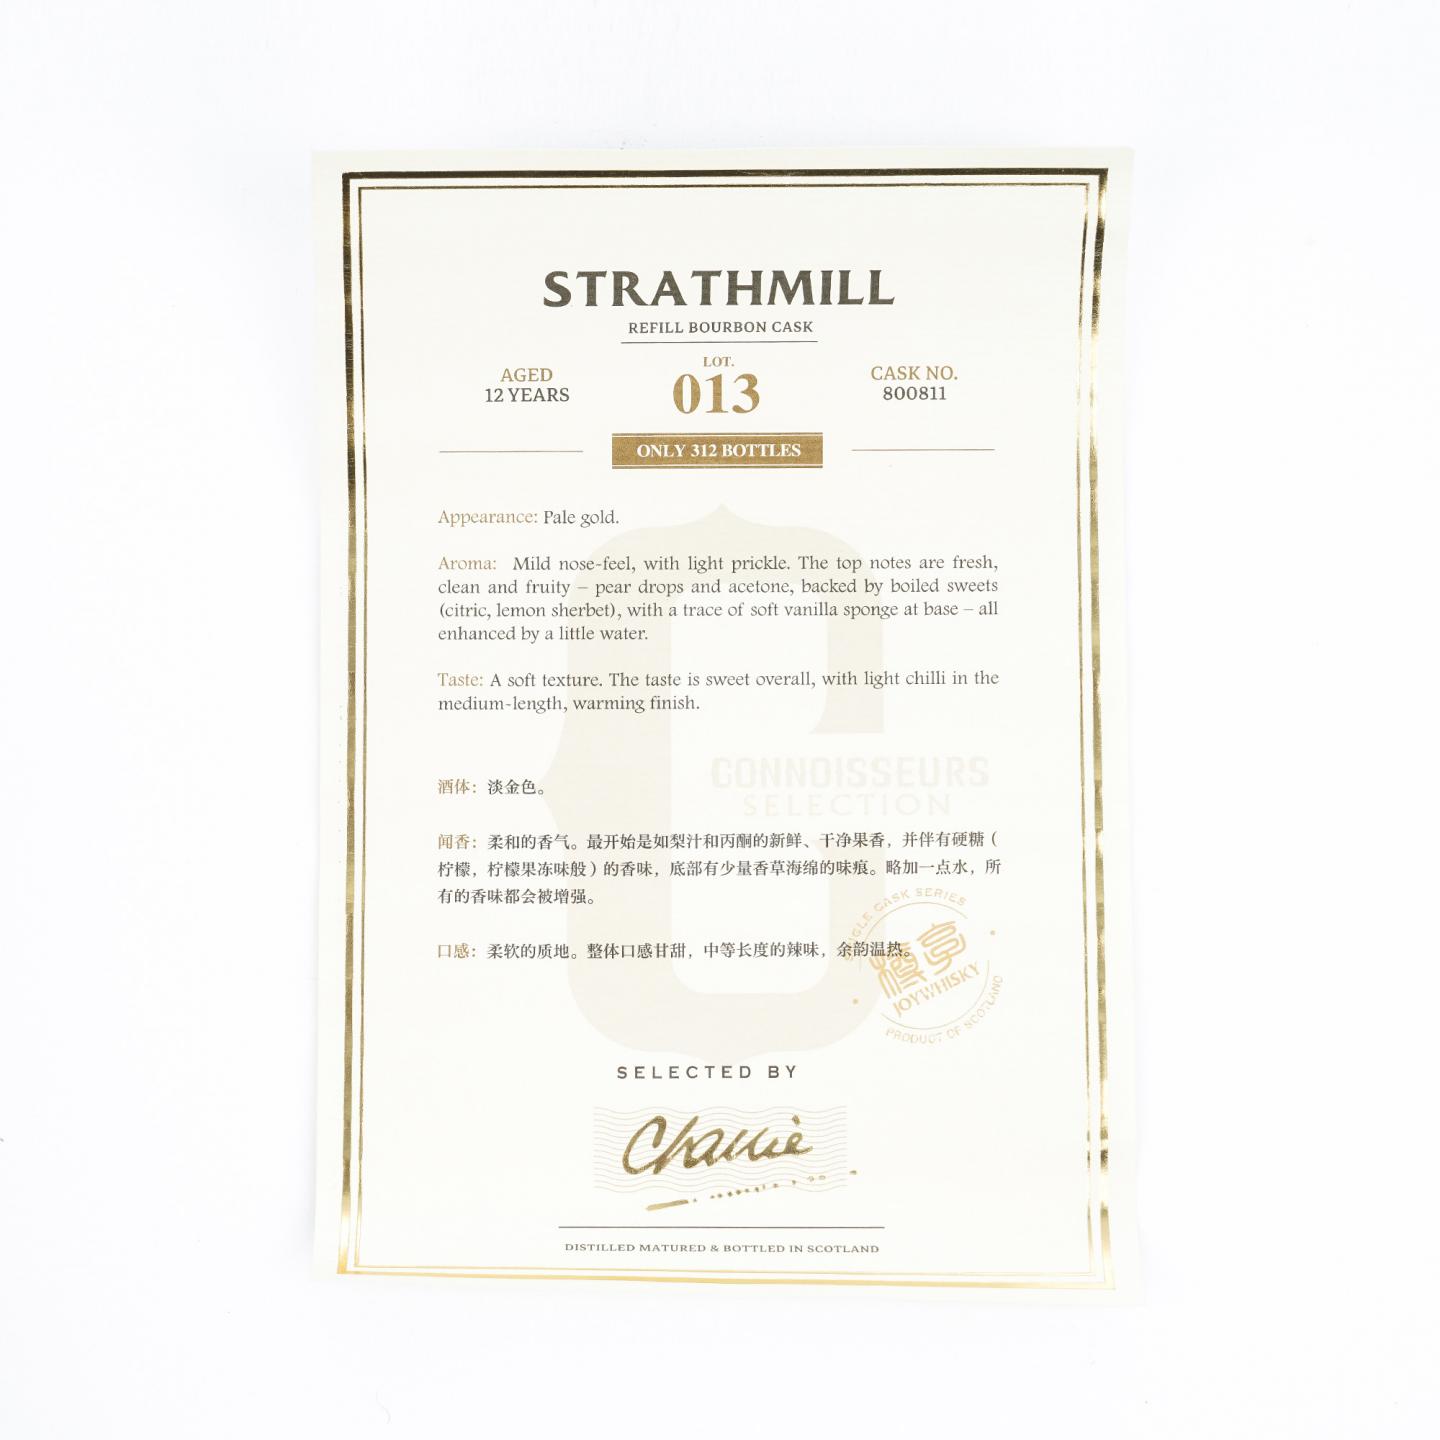 STRATHMILL
REFILL BOURBON CASK
AGED
12 YEARS
LOT.
013
CASK NO.
800811
ONLY 312 BOTTLES
Appearance: Pale gold.
Aroma: Mild nose-feel, with light prickle. The top notes are fresh,
clean and fruity – pear drops and acetone, backed by boiled sweets
(citric, lemon sherbet), with a trace of soft vanilla sponge at base – all
enhanced by a little water.
Taste: A soft texture. The taste is sweet overall, with light chilli in the
medium-length, warming finish.
CONNOISSEURS
SELECTION
酒体：淡金色。
闻香：柔和的香气。最开始是如梨汁和丙酮的新鲜、干净果香，并伴有硬糖（
柠檬，柠檬果冻味般）的香味，底部有少量香草海绵的味痕。略加一点水，所
有的香味都会被增强。
口感：柔软的质地。整体口感甘甜，中等长度的辣味，余韵温热。
SINGLE CASK SERIES
樽享
JOYWHISKY
PRODUCT OF SCOTLAND
SELECTED BY
Charlie
DISTILLED MATURED & BOTTLED IN SCOTLAND